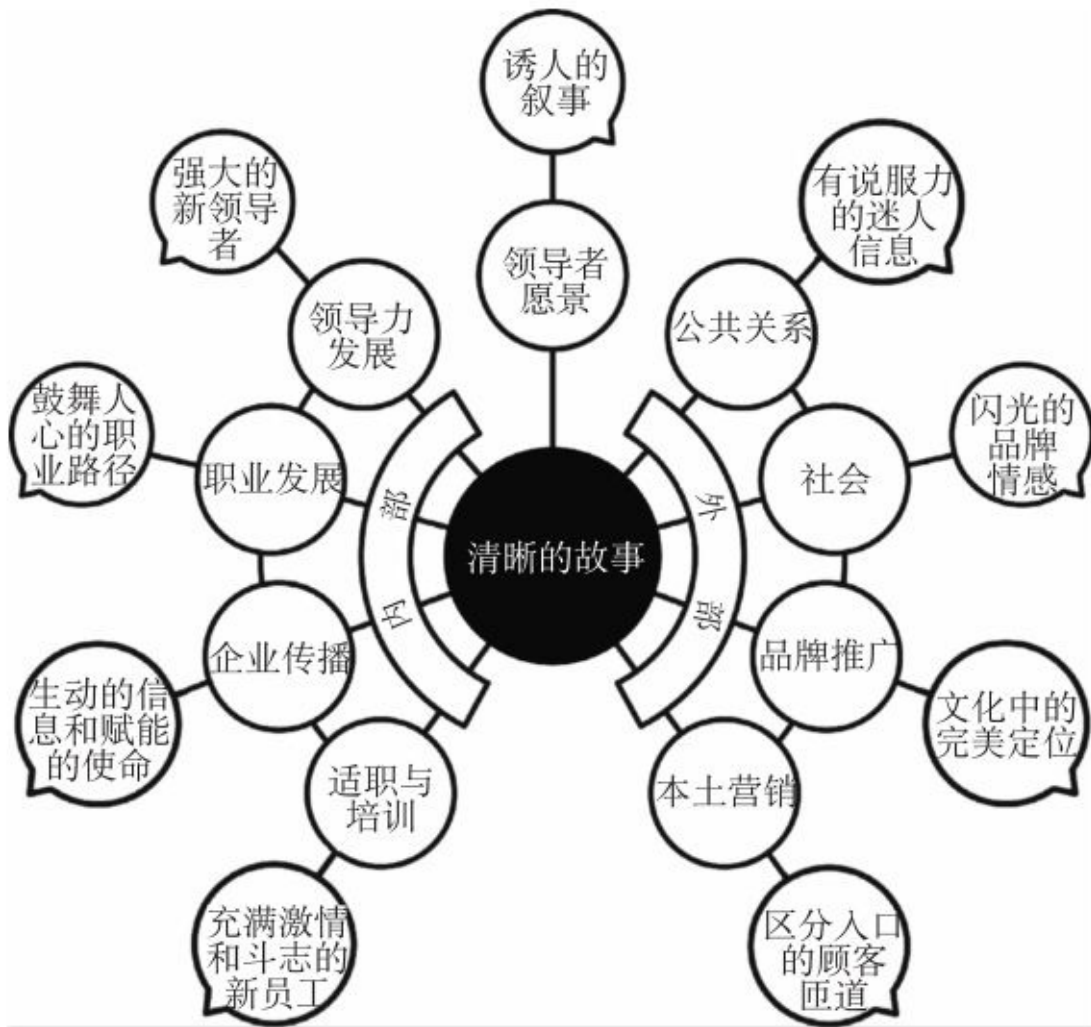 诱人的
叙事
领导者
愿景
强大的
新领导
者
领导力
发展
鼓舞人
心的职
业路径
职业发展
生动的信
息和赋能
的使命
企业传播
充满激情
和斗志的
新员工
适职与
培训
内部
清晰的故事
外部
有说服力
的迷人
信息
公共关系
闪光的
品牌
情感
社会
文化中的
完美定位
品牌推广
区分入口
的顾客
匝道
本土营销